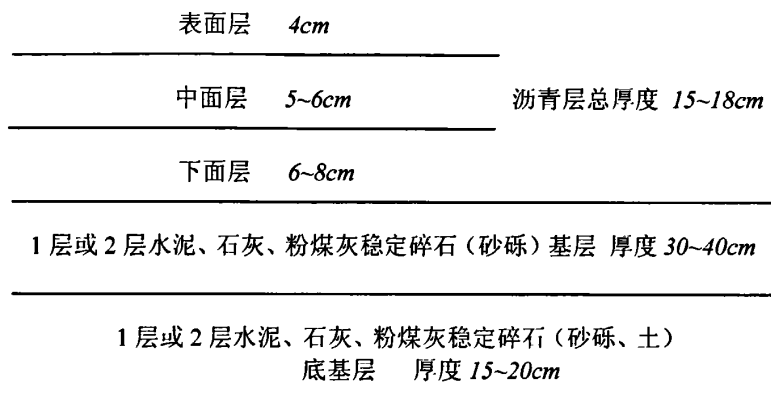 表面层 4cm
中面层 5~6cm 沥青层总厚度 15~18cm
下面层 6~8cm
1层或2层水泥、石灰、粉煤灰稳定碎石（砂砾）基层 厚度 30~40cm
1层或2层水泥、石灰、粉煤灰稳定碎石（砂砾、土）
底基层 厚度 15~20cm